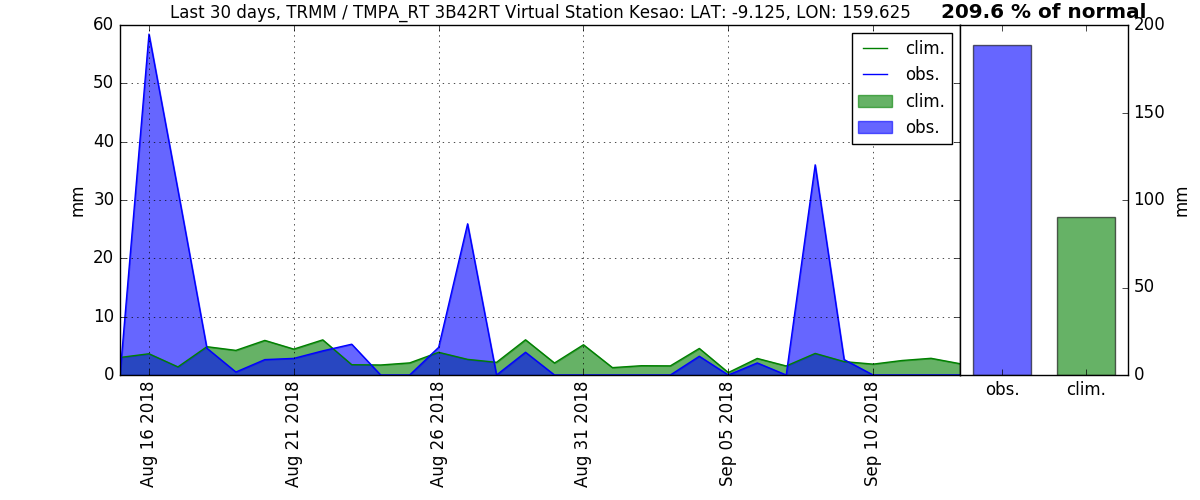 Last 30 days, TRMM / TMPA_RT 3B42RT Virtual Station Kesao: LAT: -9.125, LON: 159.625
209.6 % of normal
clim.
obs.
clim.
obs.
60
50
40
30
20
10
0
mm
Aug 16 2018
Aug 21 2018
Aug 26 2018
Aug 31 2018
Sep 05 2018
Sep 10 2018
200
150
100
50
0
mm
obs.
clim.